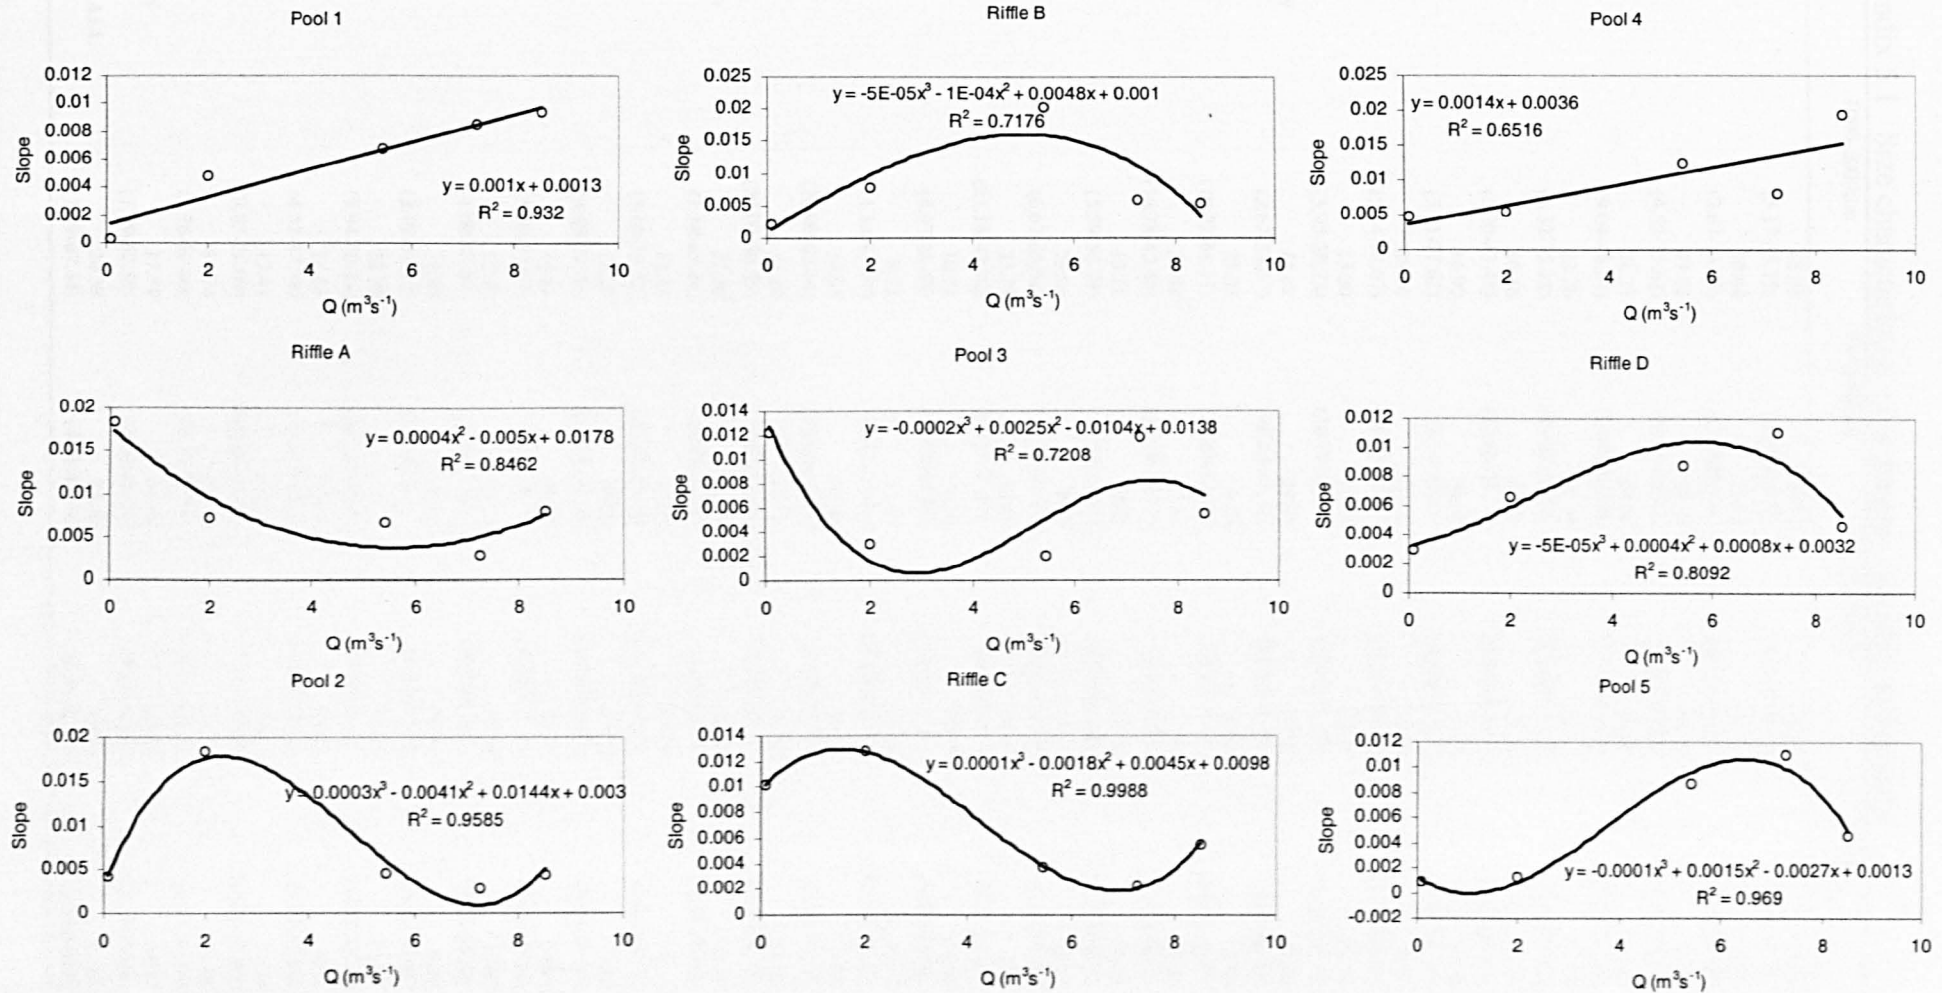 Pool 1
0.012
0.01
0.008
0.006
0.004
0.002
0
Slope
y = 0.001x + 0.0013
R² = 0.932
0 2 4 6 8 10
Q (m³s⁻¹)
Riffle B
0.025
0.02
0.015
0.01
0.005
0
Slope
y = -5E-05x³ - 1E-04x² + 0.0048x + 0.001
R² = 0.7176
0 2 4 6 8 10
Q (m³s⁻¹)
Pool 4
0.025
0.02
0.015
0.01
0.005
0
Slope
y = 0.0014x + 0.0036
R² = 0.6516
0 2 4 6 8 10
Q (m³s⁻¹)
Riffle A
0.02
0.015
0.01
0.005
0
Slope
y = 0.0004x² - 0.005x + 0.0178
R² = 0.8462
0 2 4 6 8 10
Q (m³s⁻¹)
Pool 3
0.014
0.012
0.01
0.008
0.006
0.004
0.002
0
Slope
y = -0.0002x³ + 0.0025x² - 0.0104x + 0.0138
R² = 0.7208
0 2 4 6 8 10
Q (m³s⁻¹)
Riffle D
0.012
0.01
0.008
0.006
0.004
0.002
0
Slope
y = -5E-05x³ + 0.0004x² + 0.0008x + 0.0032
R² = 0.8092
0 2 4 6 8 10
Q (m³s⁻¹)
Pool 2
0.02
0.015
0.01
0.005
0
Slope
y = 0.0003x³ - 0.0041x² + 0.0144x + 0.003
R² = 0.9585
0 2 4 6 8 10
Q (m³s⁻¹)
Riffle C
0.014
0.012
0.01
0.008
0.006
0.004
0.002
0
Slope
y = 0.0001x³ - 0.0018x² + 0.0045x + 0.0098
R² = 0.9988
0 2 4 6 8 10
Q (m³s⁻¹)
Pool 5
0.012
0.01
0.008
0.006
0.004
0.002
0
-0.002
Slope
y = -0.0001x³ + 0.0015x² - 0.0027x + 0.0013
R² = 0.969
0 2 4 6 8 10
Q (m³s⁻¹)